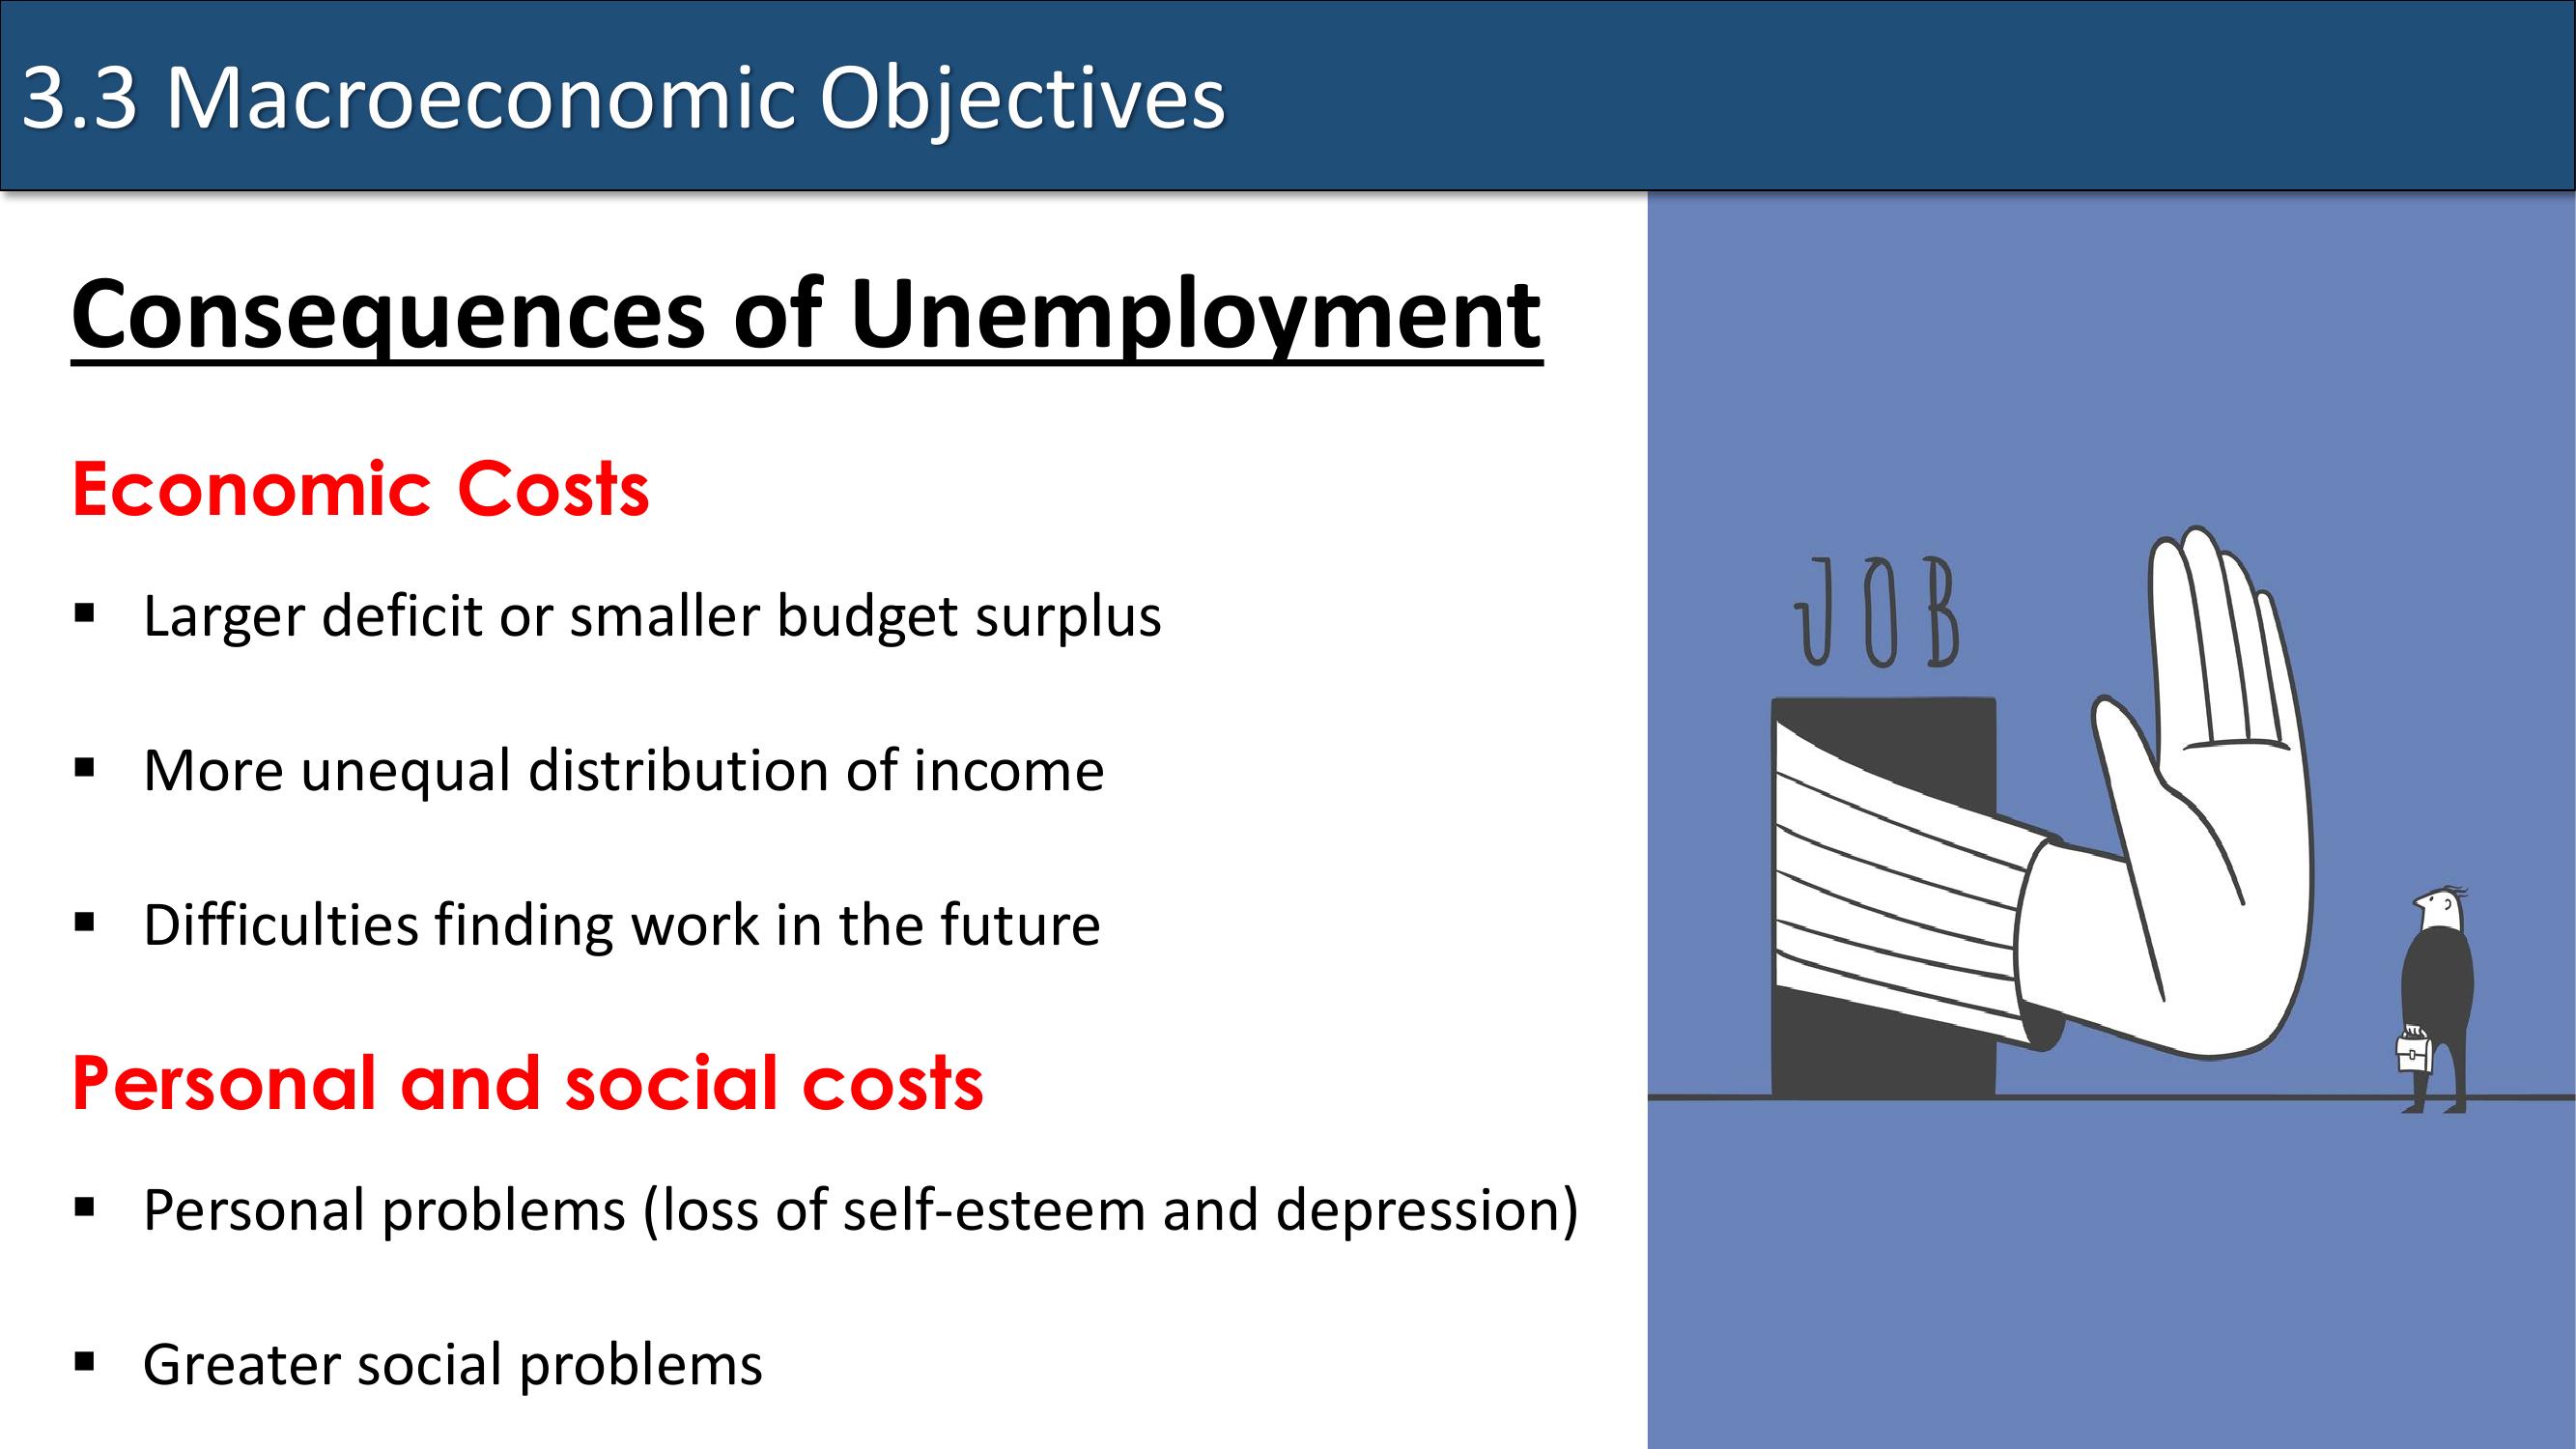 3.3 Macroeconomic Objectives
Consequences of Unemployment
Economic Costs
▪ Larger deficit or smaller budget surplus
▪ More unequal distribution of income
▪ Difficulties finding work in the future
Personal and social costs
▪ Personal problems (loss of self-esteem and depression)
▪ Greater social problems
JOB